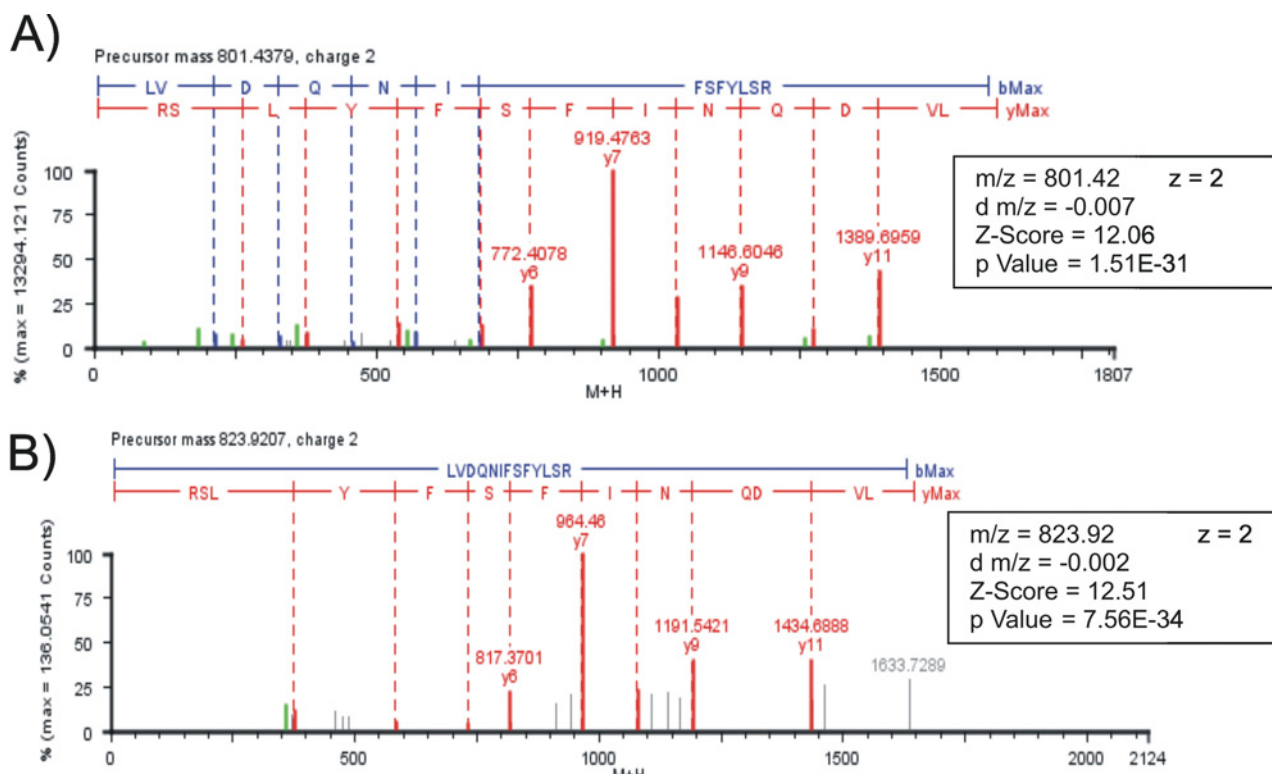 A)
Precursor mass 801.4379, charge 2
LV D Q N I FSFYLSR bMax
RS L Y F S F I N Q D VL yMax
919.4763
y7
100
75
50
25
0
% (max = 13294.121 Counts)
772.4078
y6
1146.6046
y9
1389.6959
y11
0 500 1000 1500 1807
M+H
m/z = 801.42 z = 2
d m/z = -0.007
Z-Score = 12.06
p Value = 1.51E-31
B)
Precursor mass 823.9207, charge 2
LVDQNIFSFYLSR bMax
RSL Y F S F I N QD VL yMax
964.46
y7
100
75
50
25
0
% (max = 136.0541 Counts)
817.3701
y6
1191.5421
y9
1434.6888
y11
1633.7289
0 500 1000 1500 2000 2124
M+H
m/z = 823.92 z = 2
d m/z = -0.002
Z-Score = 12.51
p Value = 7.56E-34